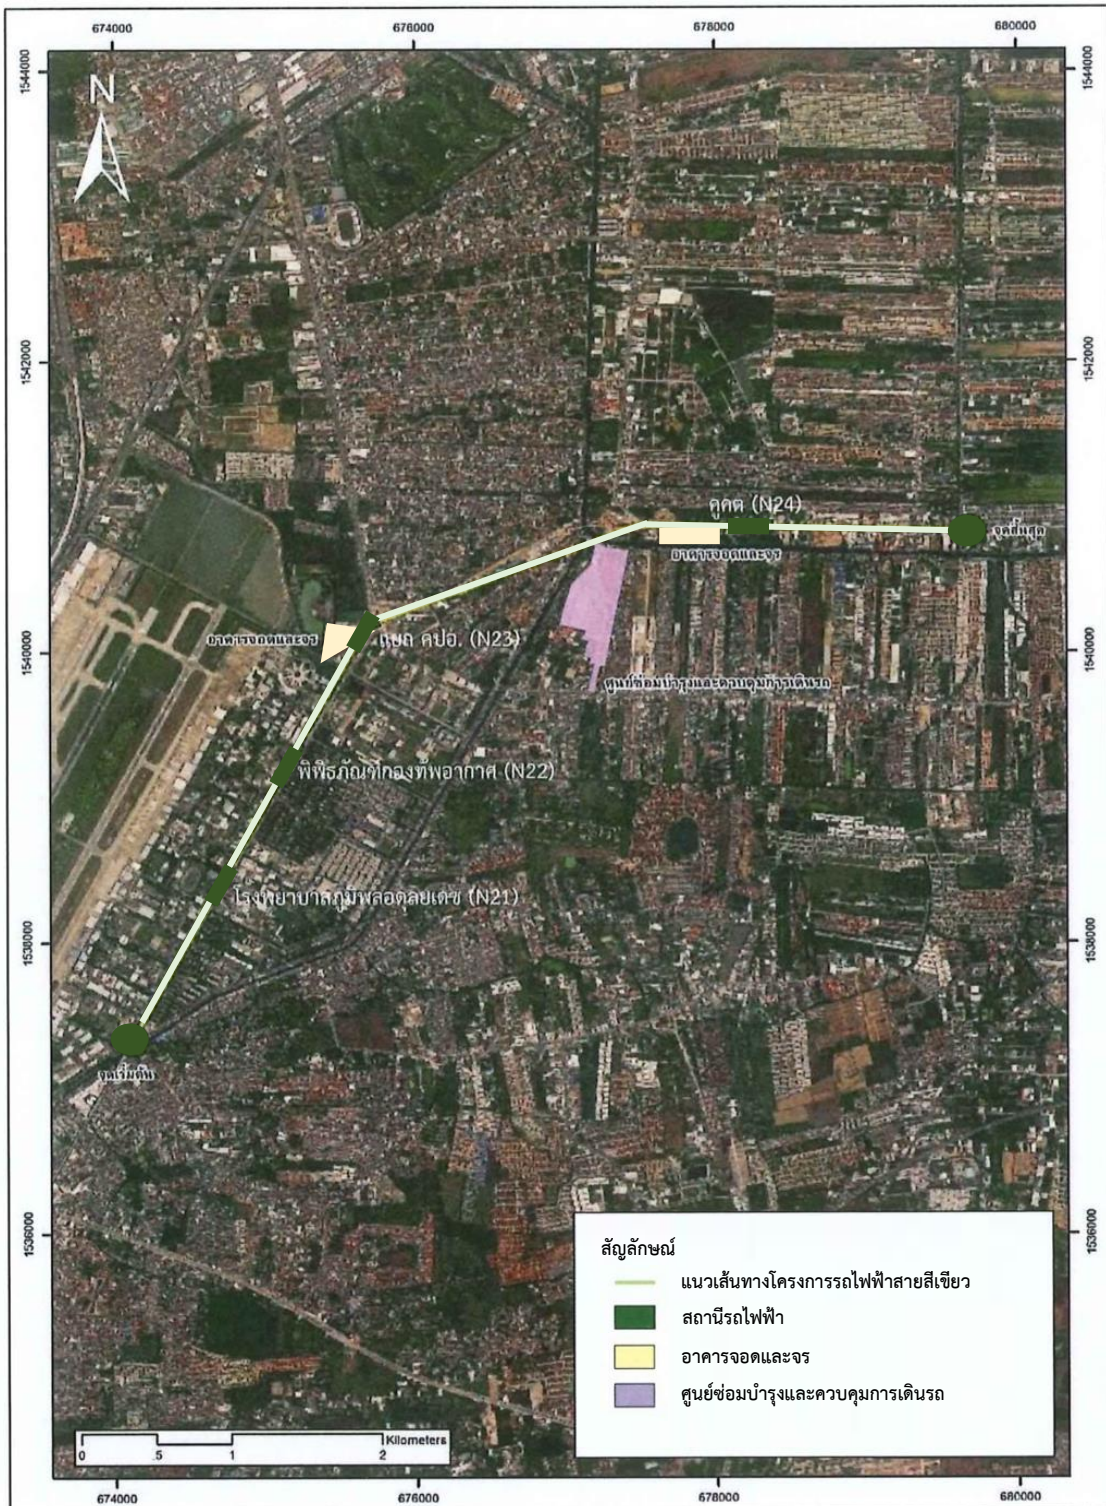 674000 676000 678000 680000
1544000 1544000
N
1542000 1542000
คูคต (N24)
จุดสิ้นสุด
อาคารจอดและจร
อาคารจอดและจร
แยก คปอ. (N23)
1540000 1540000
ศูนย์ซ่อมบำรุงและควบคุมการเดินรถ
พิพิธภัณฑ์กองทัพอากาศ (N22)
โรงพยาบาลภูมิพลอดุลยเดช (N21)
1538000 1538000
จุดเริ่มต้น
1536000 1536000
สัญลักษณ์
แนวเส้นทางโครงการรถไฟฟ้าสายสีเขียว
สถานีรถไฟฟ้า
อาคารจอดและจร
ศูนย์ซ่อมบำรุงและควบคุมการเดินรถ
Kilometers
0 .5 1 2
674000 676000 678000 680000